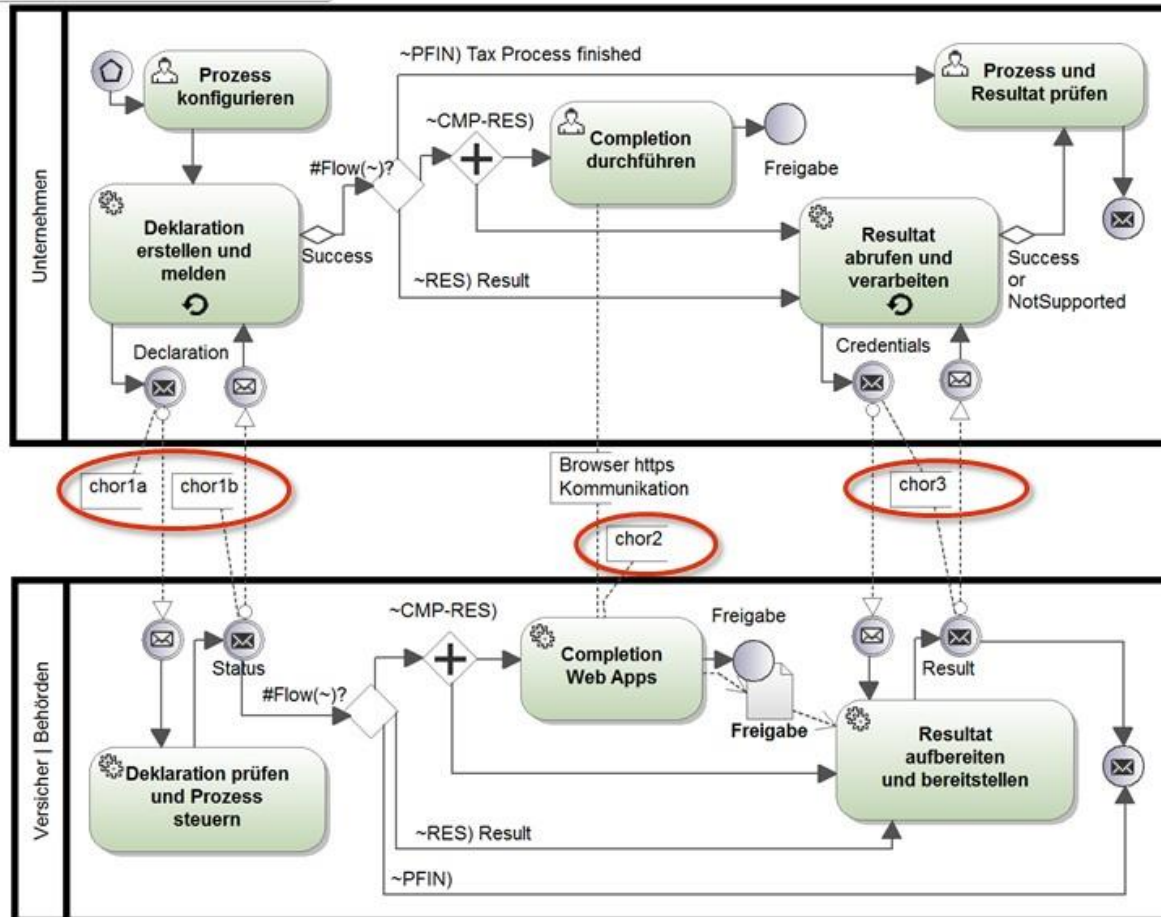 Unternehmen
Prozess
konfigurieren
~PFIN) Tax Process finished
Prozess und
Resultat prüfen
~CMP-RES)
Completion
durchführen
Freigabe
#Flow(~)?
Deklaration
erstellen und
melden
Success
Resultat
abrufen und
verarbeiten
Success
or
NotSupported
~RES) Result
Declaration
Credentials
chor1a
chor1b
Browser https
Kommunikation
chor2
chor3
Versicher | Behörden
~CMP-RES)
Status
#Flow(~)?
Completion
Web Apps
Freigabe
Freigabe
Result
Deklaration prüfen
und Prozess
steuern
Resultat
aufbereiten
und bereitstellen
~RES) Result
~PFIN)